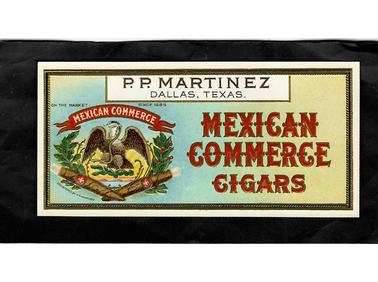 P.P. MARTINEZ
DALLAS, TEXAS.
ON THE MARKET SINCE 1885
MEXICAN COMMERCE
MEXICAN
COMMERCE
CIGARS